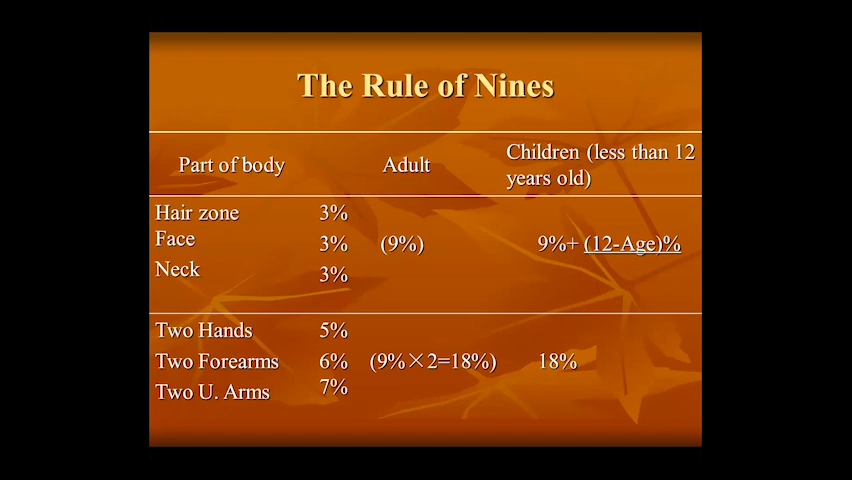 The Rule of Nines
Part of body Adult Children (less than 12 years old)
Hair zone 3%
Face 3% (9%) 9%+ (12-Age)%
Neck 3%
Two Hands 5%
Two Forearms 6% (9%×2=18%) 18%
Two U. Arms 7%